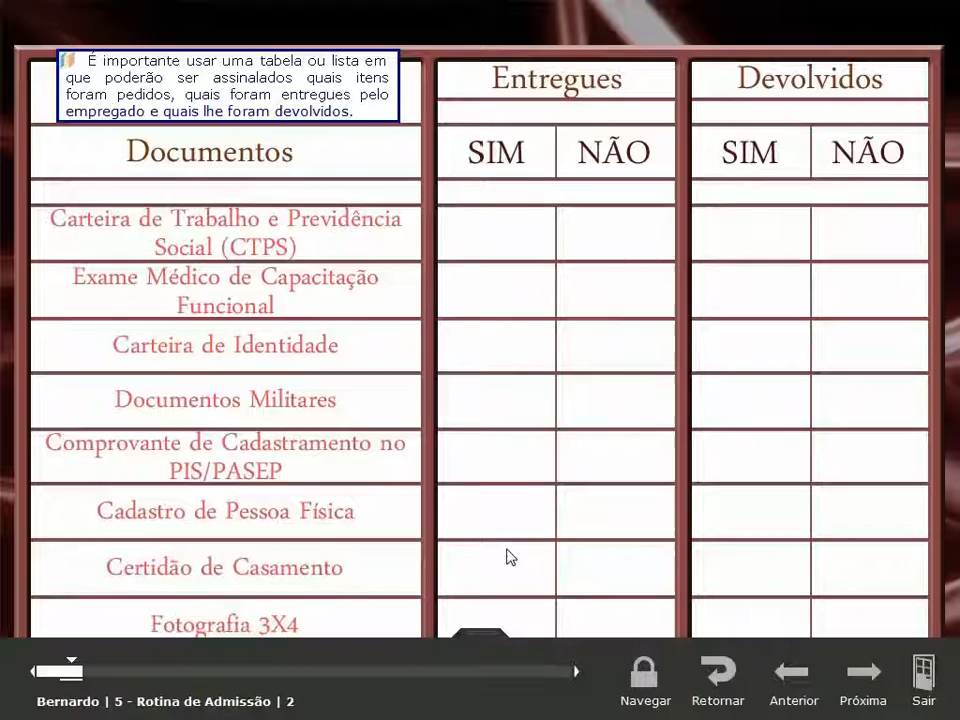 É importante usar uma tabela ou lista em
que poderão ser assinalados quais itens
foram pedidos, quais foram entregues pelo
empregado e quais lhe foram devolvidos.
Entregues
Devolvidos
Documentos
SIM
NÃO
SIM
NÃO
Carteira de Trabalho e Previdência
Social (CTPS)
Exame Médico de Capacitação
Funcional
Carteira de Identidade
Documentos Militares
Comprovante de Cadastramento no
PIS/PASEP
Cadastro de Pessoa Física
Certidão de Casamento
Fotografia 3X4
Bernardo | 5 - Rotina de Admissão | 2
Navegar
Retornar
Anterior
Próxima
Sair